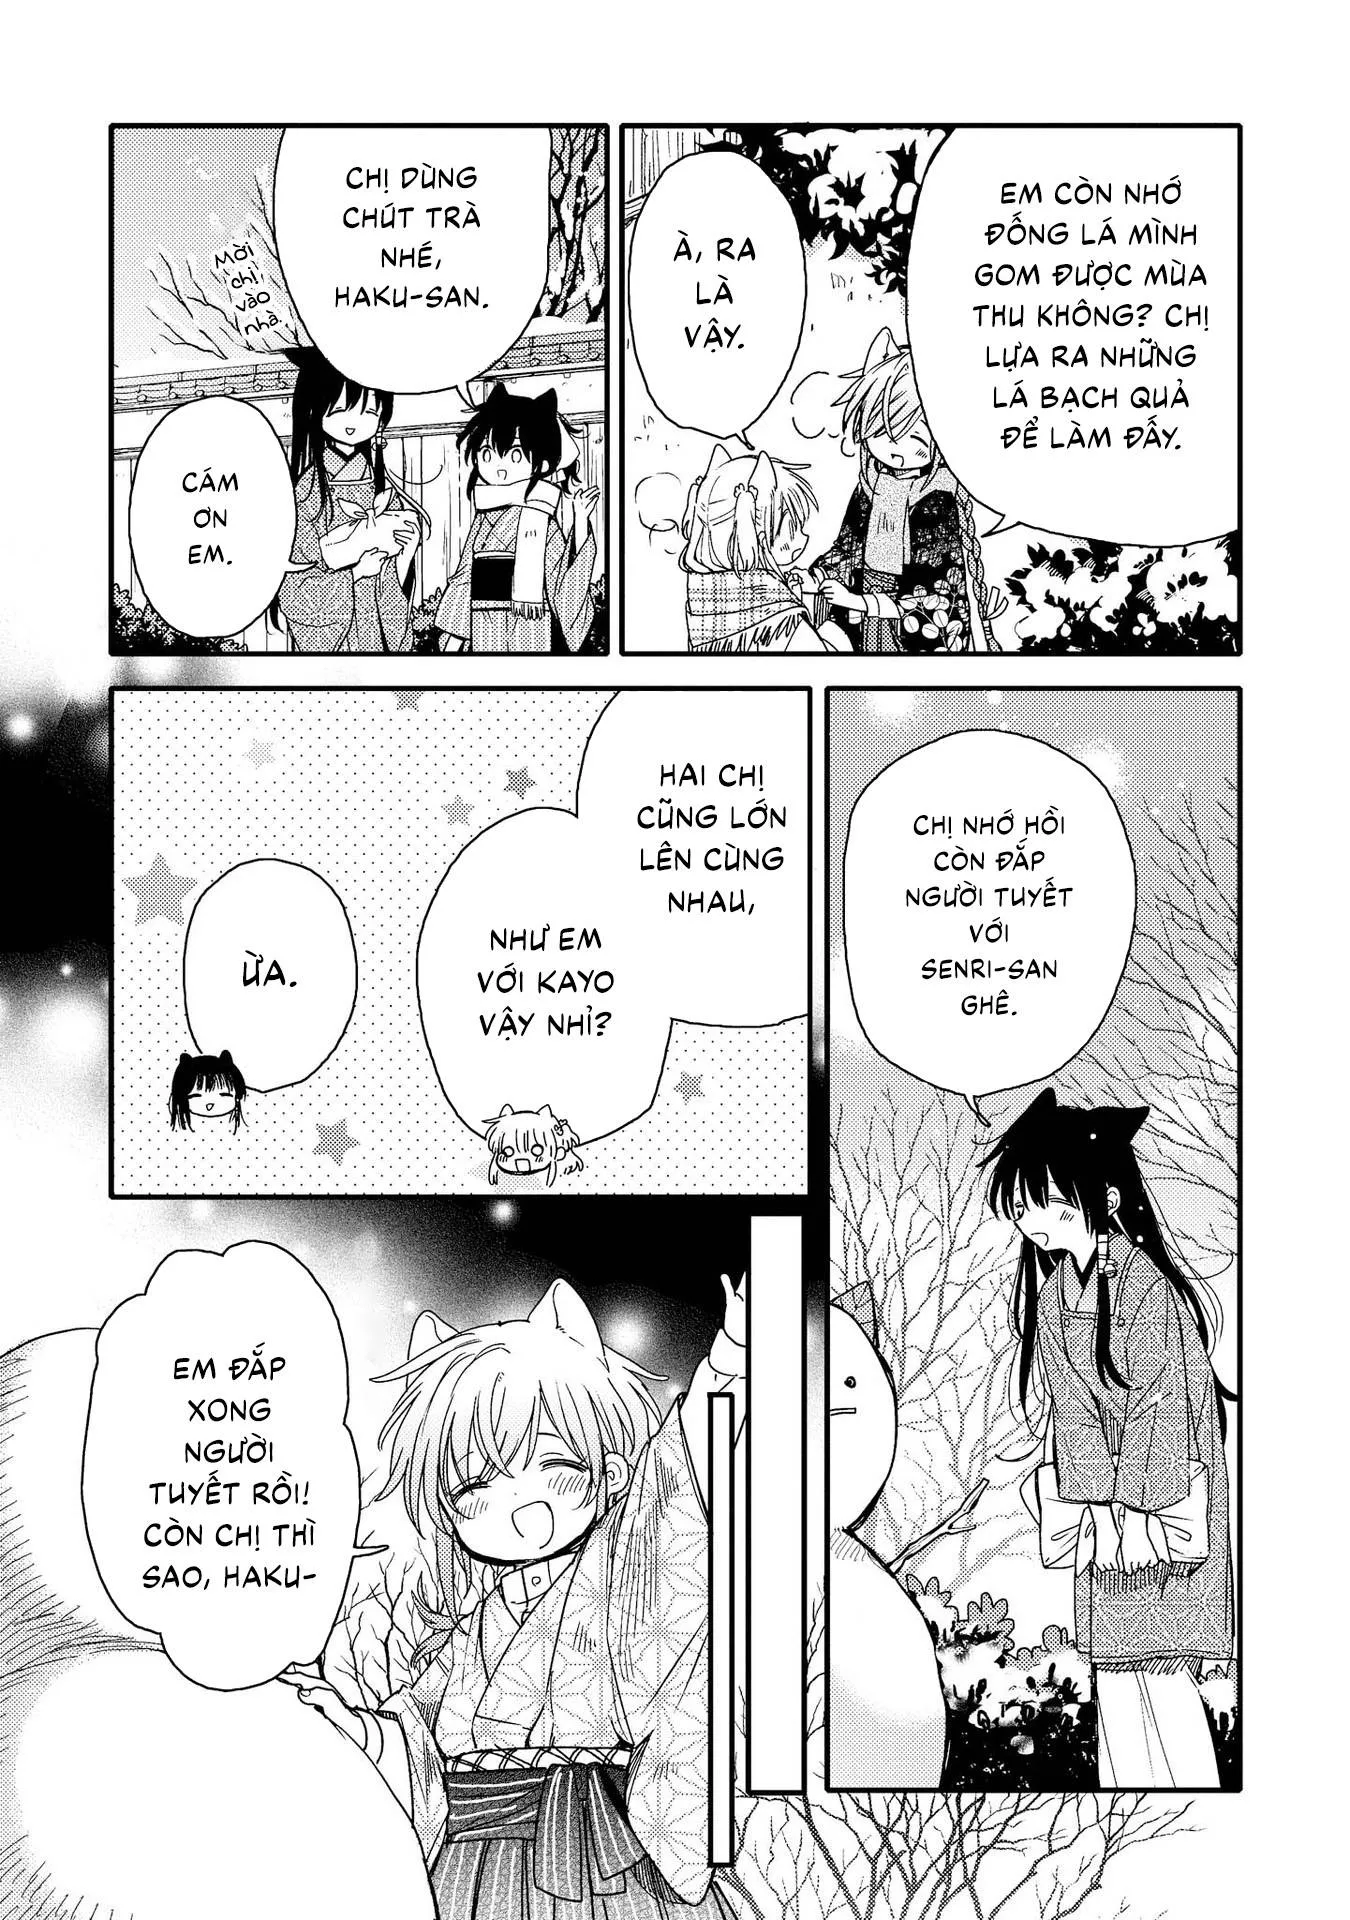 EM CÒN NHỚ
ĐỐNG LÁ MÌNH
GOM ĐƯỢC MÙA
THU KHÔNG? CHỊ
LỰA RA NHỮNG
LÁ BẠCH QUẢ
ĐỂ LÀM ĐẤY.
À, RA
LÀ
VẬY.
CHỊ DÙNG
CHÚT TRÀ
NHÉ,
HAKU-SAN.
Mời
chị
vào
nhà.
CÁM
ƠN
EM.
CHỊ NHỚ HỒI
CÒN ĐẮP
NGƯỜI TUYẾT
VỚI
SENRI-SAN
GHÊ.
HAI CHỊ
CŨNG LỚN
LÊN CÙNG
NHAU,
NHƯ EM
VỚI KAYO
VẬY NHỈ?
ỪA.
EM ĐẮP
XONG
NGƯỜI
TUYẾT RỒI!
CÒN CHỊ THÌ
SAO, HAKU-